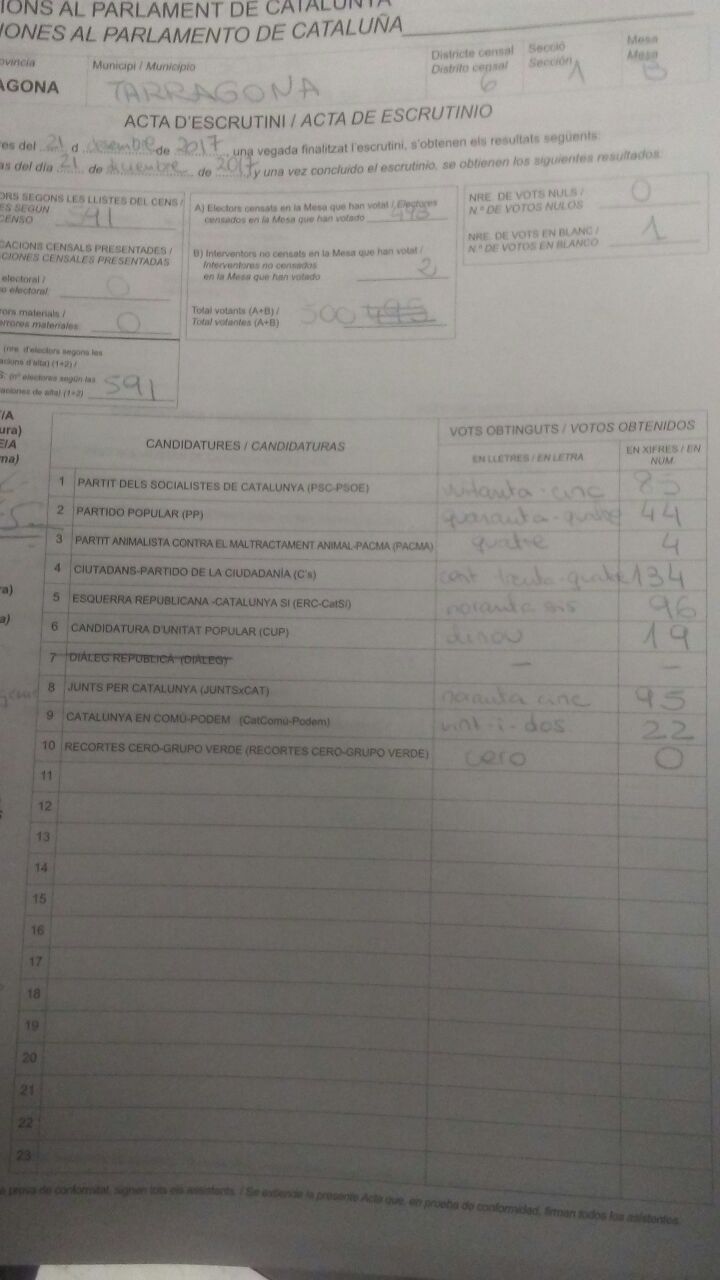 IONS AL PARLAMENT DE CATALUNYA
IONES AL PARLAMENTO DE CATALUÑA
ovincia
AGONA
Municipi / Municipio
TARRAGONA
Districte censal
Distrito censal
6
Secció
Sección
1
Mesa
Mesa
B
ACTA D'ESCRUTINI / ACTA DE ESCRUTINIO
res del 21 d desembre de 2017, una vegada finalitzat l'escrutini, s'obtenen els resultats següents:
as del día 21 de diciembre de 2017 y una vez concluido el escrutinio, se obtienen los siguientes resultados:
ORS SEGONS LES LLISTES DEL CENS /
ES SEGÚN
CENSO 591
CACIONS CENSALS PRESENTADES /
CIONES CENSALES PRESENTADAS
electoral /
o electoral: 0
rors materials /
errores materiales: 0
(nre. d'electors segons les
acions d'alta) (1+2) /
S: (nº electores según las
aciones de alta) (1+2) 591
A) Electors censats en la Mesa que han votat / Electores
censados en la Mesa que han votado
B) Interventors no censats en la Mesa que han votat /
Interventores no censados
en la Mesa que han votado 2
Total votants (A+B) /
Total votantes (A+B) 500
NRE. DE VOTS NULS /
N.º DE VOTOS NULOS 0
NRE. DE VOTS EN BLANC /
N.º DE VOTOS EN BLANCO 1
IA
ura)
EIA
ma)
ra)
a)
CANDIDATURES / CANDIDATURAS
VOTS OBTINGUTS / VOTOS OBTENIDOS
EN LLETRES / EN LETRA
EN XIFRES / EN NÚM.
1 PARTIT DELS SOCIALISTES DE CATALUNYA (PSC-PSOE) vuitanta-cinc 85
2 PARTIDO POPULAR (PP) quaranta-quatre 44
3 PARTIT ANIMALISTA CONTRA EL MALTRACTAMENT ANIMAL-PACMA (PACMA) quatre 4
4 CIUTADANS-PARTIDO DE LA CIUDADANÍA (C's) cent trenta-quatre 134
5 ESQUERRA REPUBLICANA -CATALUNYA SÍ (ERC-CatSí) noranta sis 96
6 CANDIDATURA D'UNITAT POPULAR (CUP) dinou 19
7 DIÀLEG REPUBLICÀ (DIÀLEG) — —
8 JUNTS PER CATALUNYA (JUNTSxCAT) noranta cinc 95
9 CATALUNYA EN COMÚ-PODEM (CatComú-Podem) vint-i-dos 22
10 RECORTES CERO-GRUPO VERDE (RECORTES CERO-GRUPO VERDE) cero 0
11
12
13
14
15
16
17
18
19
20
21
22
23
prova de conformitat, signen tots els assistents. / Se extiende la presente Acta que, en prueba de conformidad, firman todos los asistentes.